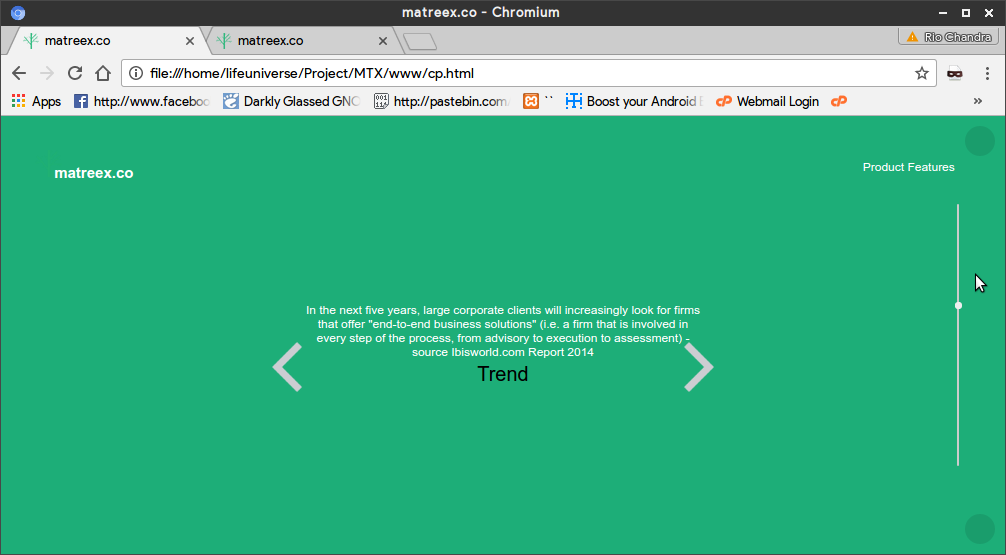 matreex.co - Chromium
matreex.co
matreex.co
Rio Chandra
file:///home/lifeuniverse/Project/MTX/www/cp.html
Apps
http://www.faceboo
Darkly Glassed GNO
http://pastebin.com/
``
Boost your Android
Webmail Login
matreex.co
Product Features
In the next five years, large corporate clients will increasingly look for firms
that offer "end-to-end business solutions" (i.e. a firm that is involved in
every step of the process, from advisory to execution to assessment) -
source Ibisworld.com Report 2014
Trend